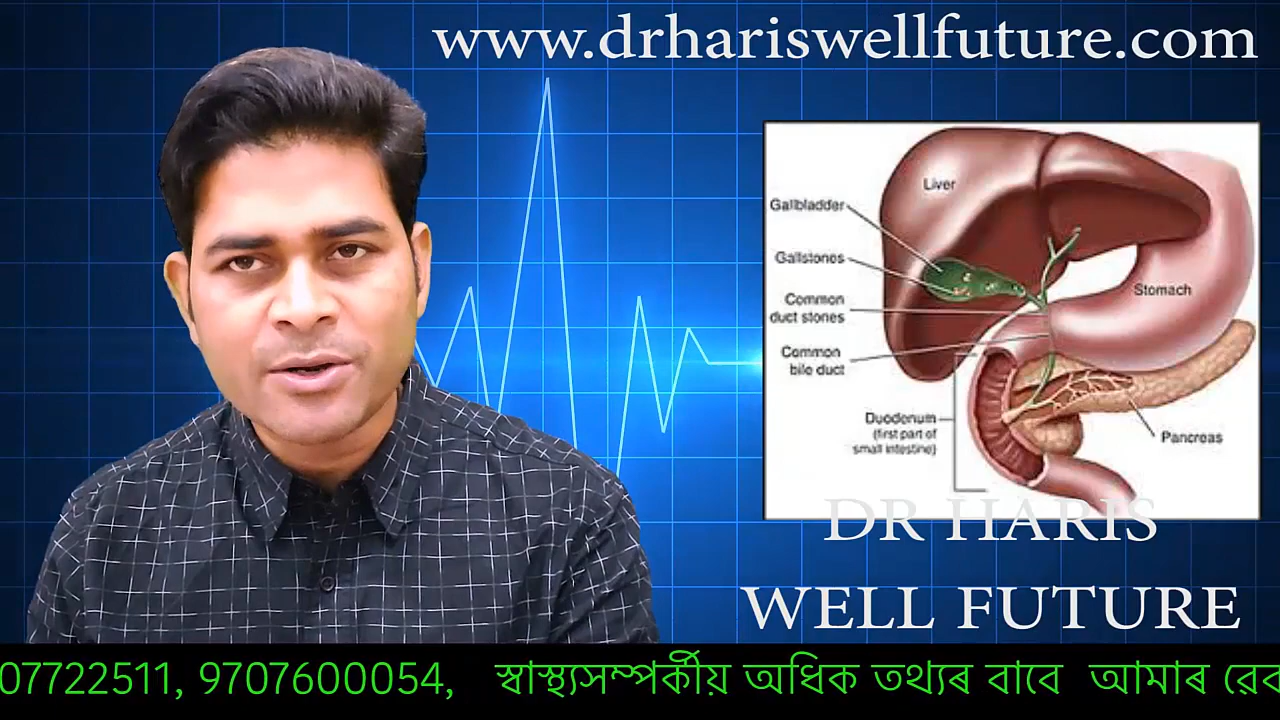 www.drhariswellfuture.com
Liver
Gallbladder
Gallstones
Common
duct stones
Common
bile duct
Stomach
Duodenum
(first part of
small intestine)
Pancreas
DR HARIS
WELL FUTURE
07722511, 9707600054, স্বাস্থ্যসম্পৰ্কীয় অধিক তথ্যৰ বাবে আমাৰ ৱেব